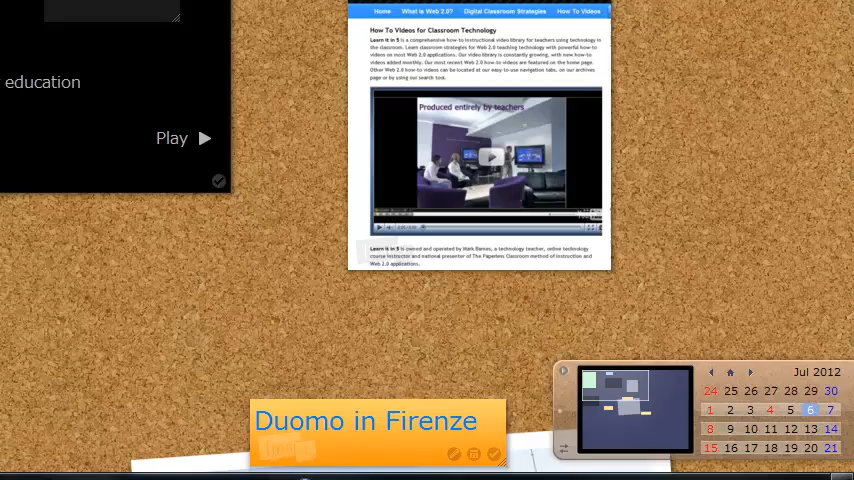 education
Play
Home What is Web 2.0? Digital Classroom Strategies How To Videos
How To Videos for Classroom Technology
Learn it in 5 is a comprehensive how-to instructional video library for teachers using technology in
the classroom. Learn classroom strategies for Web 2.0 teaching technology with powerful how-to
videos on most Web 2.0 applications. Our video library is constantly growing, with new how-to
videos added monthly. Our most recent Web 2.0 how-to videos are featured on the home page.
Other Web 2.0 how-to videos can be located at our easy-to-use navigation tabs, on our archives
page or by using our search tool.
Produced entirely by teachers
Learn it in 5 is owned and operated by Mark Barnes, a technology teacher, online technology
course instructor and national presenter of The Paperless Classroom method of instruction and
Web 2.0 applications.
Duomo in Firenze
Jul 2012
24 25 26 27 28 29 30
1 2 3 4 5 6 7
8 9 10 11 12 13 14
15 16 17 18 19 20 21